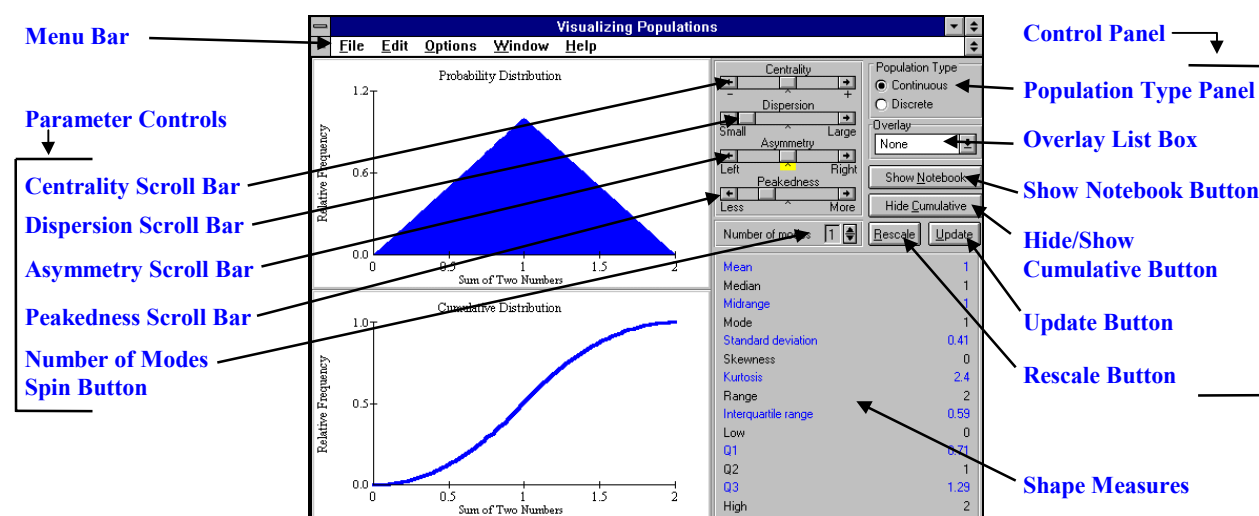 Menu Bar
Parameter Controls
Centrality Scroll Bar
Dispersion Scroll Bar
Asymmetry Scroll Bar
Peakedness Scroll Bar
Number of Modes
Spin Button
Visualizing Populations
File Edit Options Window Help
Probability Distribution
Relative Frequency
1.2
0.6
0.0
0 0.5 1 1.5 2
Sum of Two Numbers
Cumulative Distribution
Relative Frequency
1.0
0.5
0.0
0 0.5 1 1.5 2
Sum of Two Numbers
Centrality
- +
Dispersion
Small Large
Asymmetry
Left Right
Peakedness
Less More
Number of modes 1
Population Type
Continuous
Discrete
Overlay
None
Show Notebook
Hide Cumulative
Rescale Update
Mean 1
Median 1
Midrange 1
Mode 1
Standard deviation 0.41
Skewness 0
Kurtosis 2.4
Range 2
Interquartile range 0.59
Low 0
Q1 0.71
Q2 1
Q3 1.29
High 2
Control Panel
Population Type Panel
Overlay List Box
Show Notebook Button
Hide/Show
Cumulative Button
Update Button
Rescale Button
Shape Measures